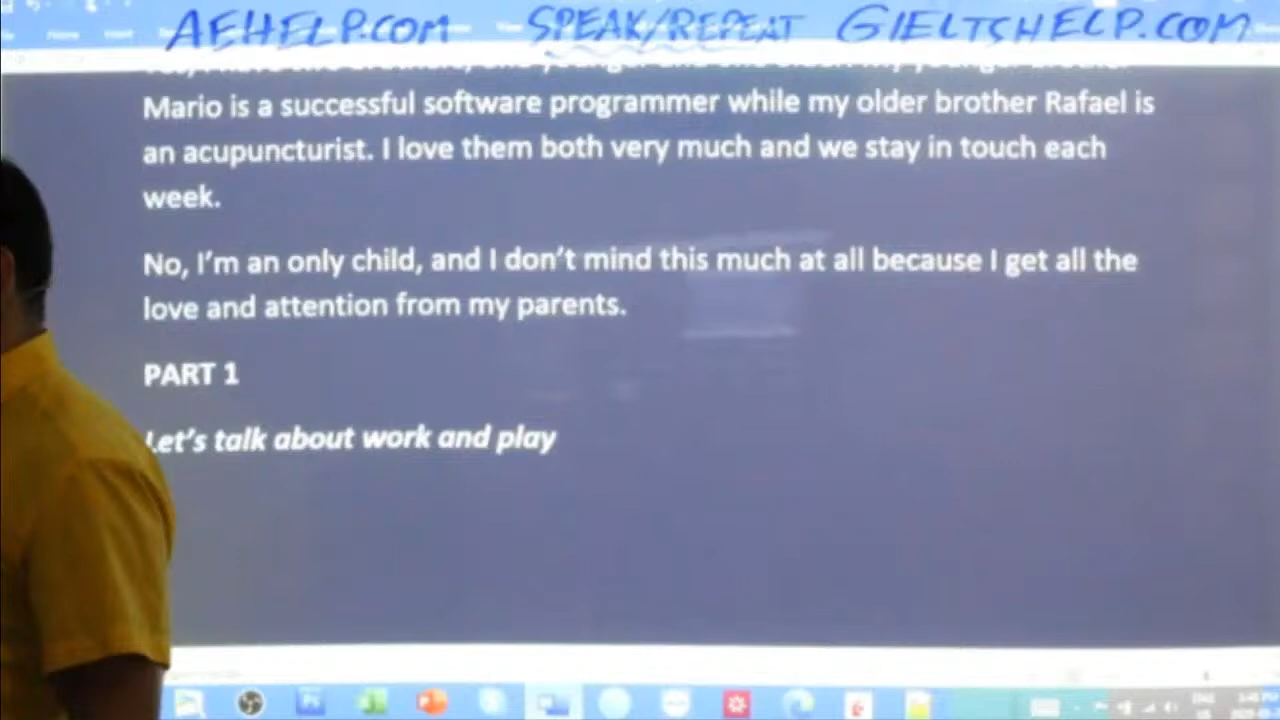 AEHELP.COM SPEAK/REPEAT GIELTSHELP.COM
Mario is a successful software programmer while my older brother Rafael is
an acupuncturist. I love them both very much and we stay in touch each
week.
No, I'm an only child, and I don't mind this much at all because I get all the
love and attention from my parents.
PART 1
Let's talk about work and play